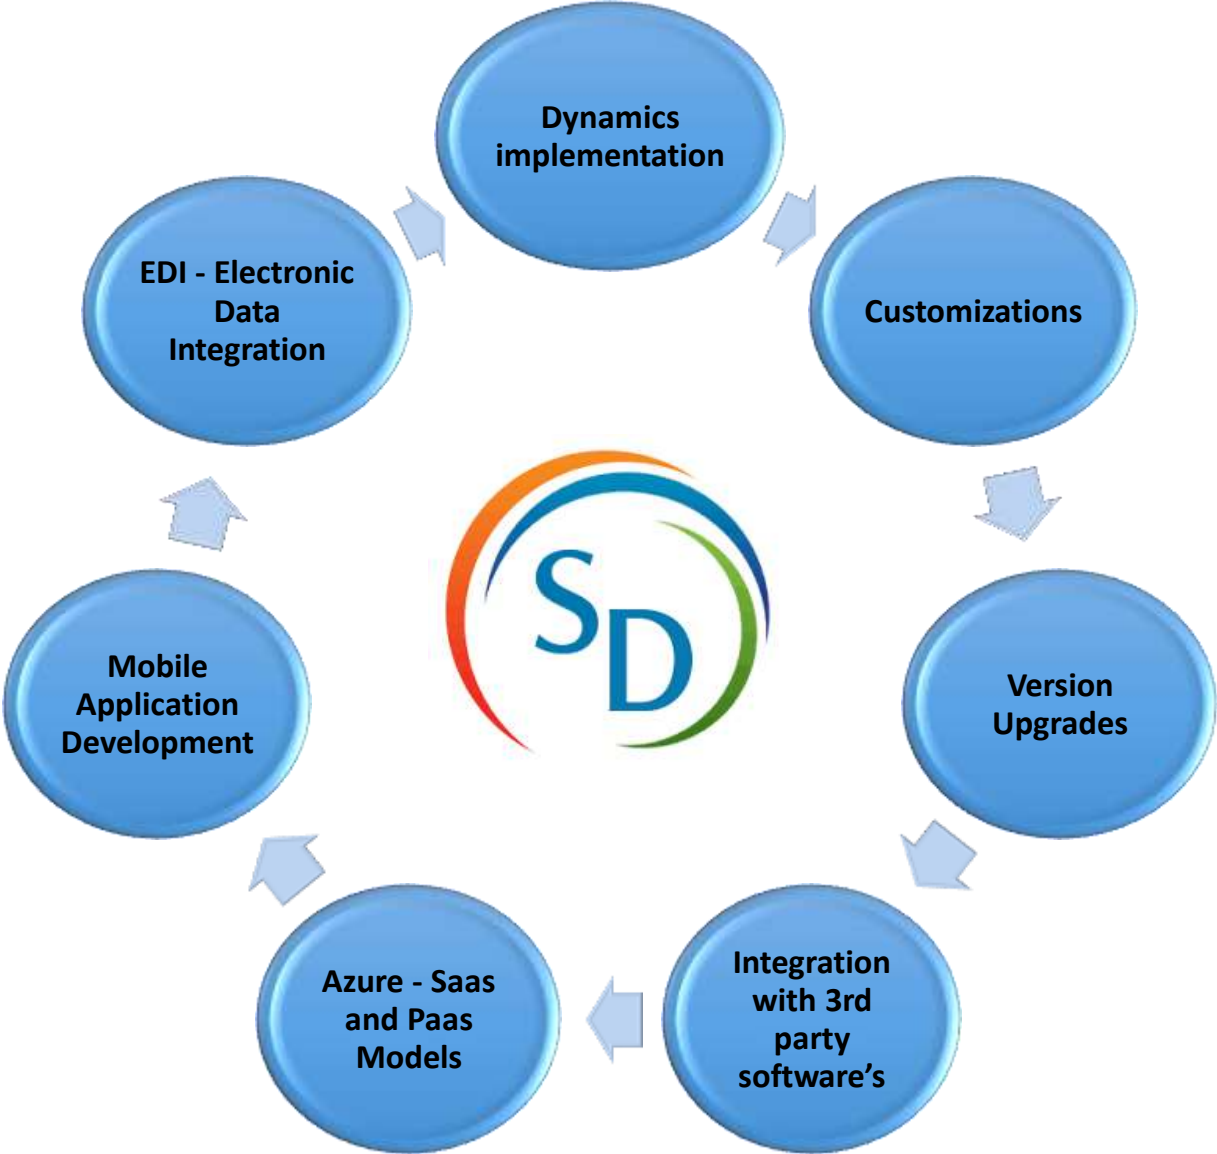 Dynamics
implementation
Customizations
Version
Upgrades
Integration
with 3rd
party
software’s
Azure - Saas
and Paas
Models
Mobile
Application
Development
EDI - Electronic
Data
Integration
SD